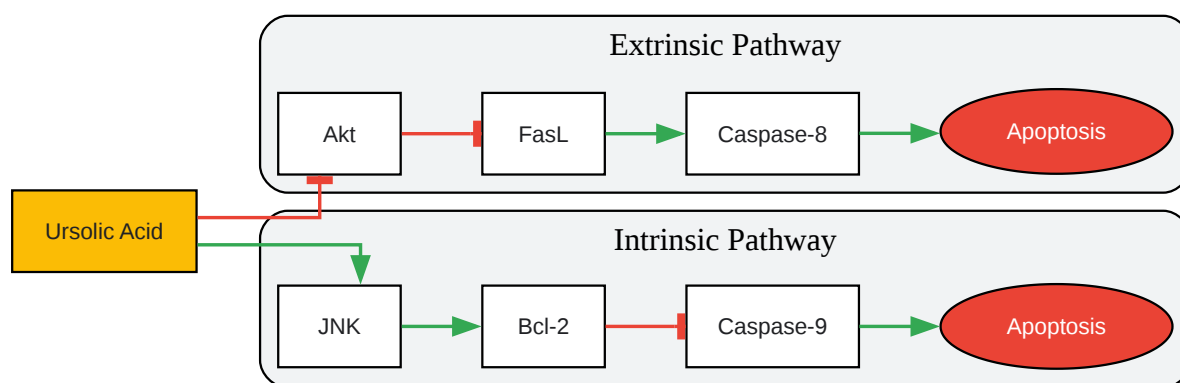 Extrinsic Pathway
Akt
FasL
Caspase-8
Apoptosis
Ursolic Acid
Intrinsic Pathway
JNK
Bcl-2
Caspase-9
Apoptosis